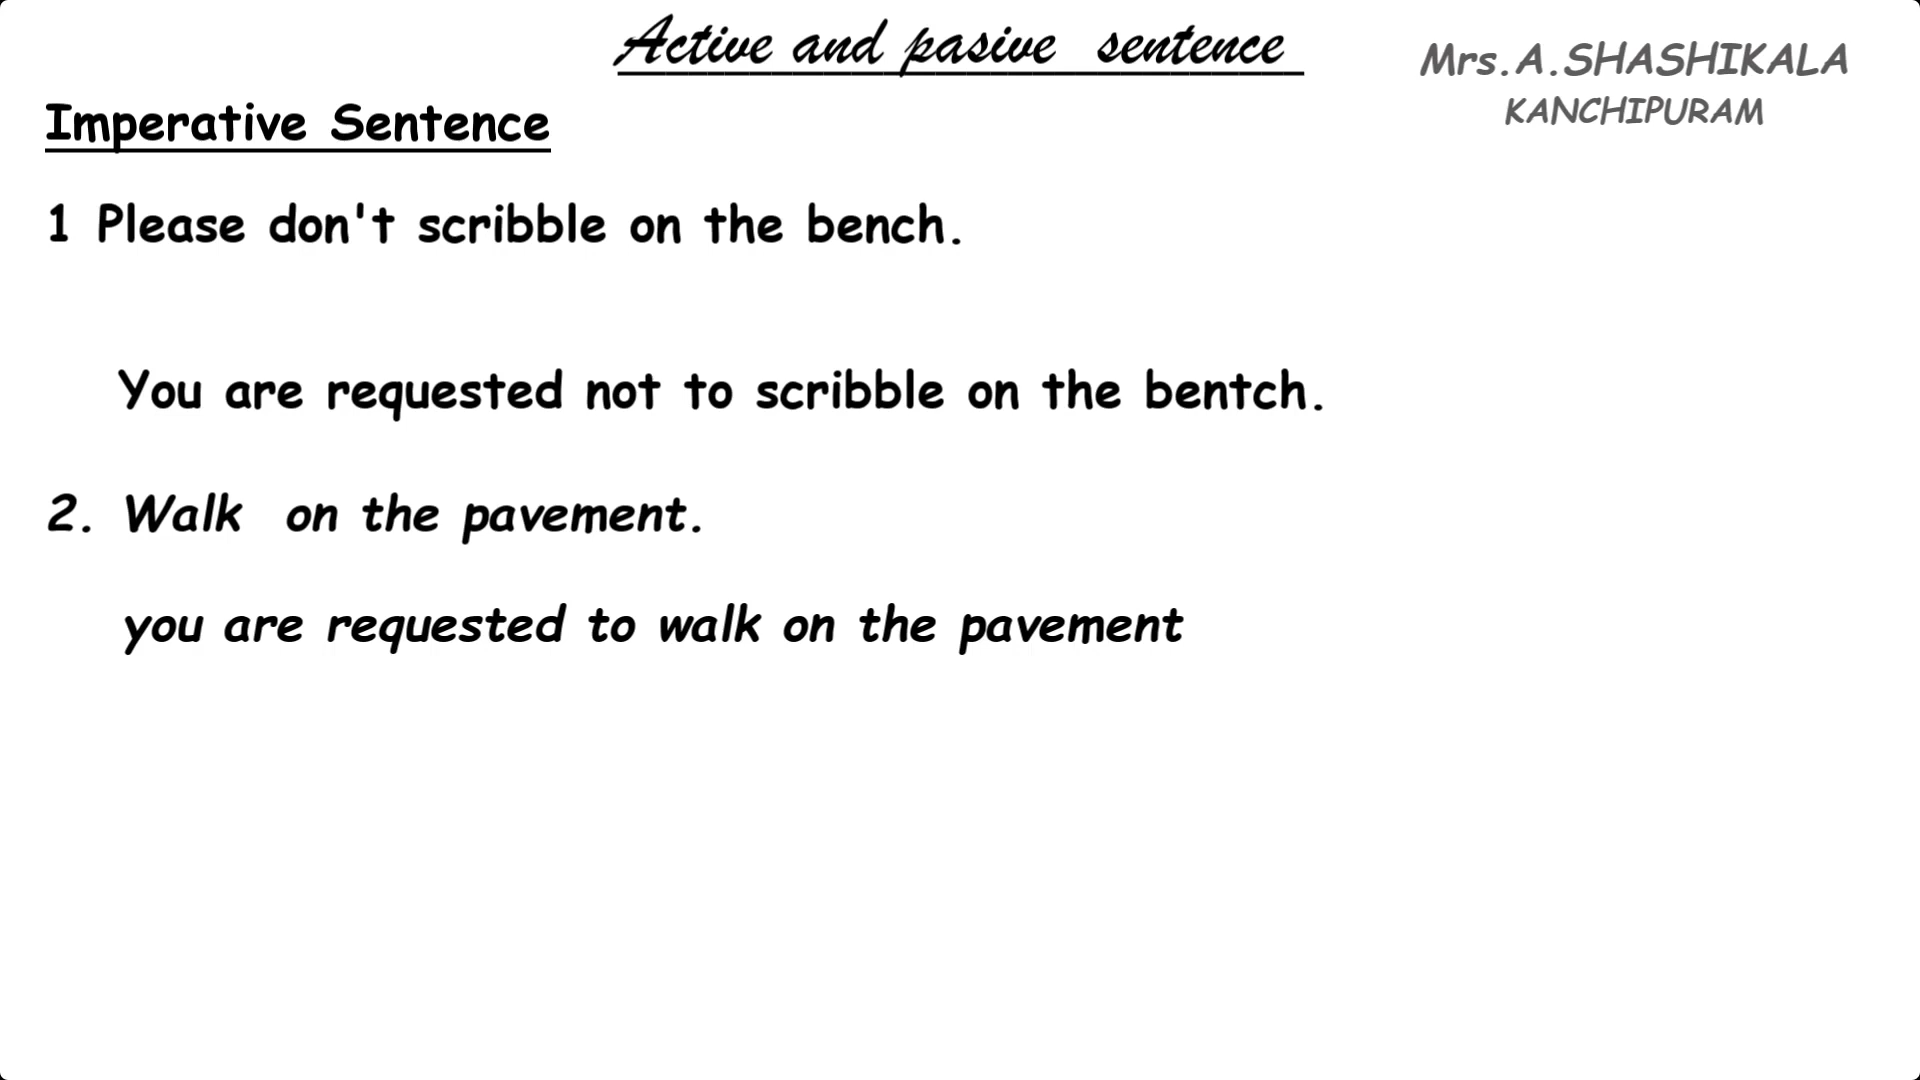 Active and pasive sentence
Mrs.A.SHASHIKALA
KANCHIPURAM
Imperative Sentence
1 Please don't scribble on the bench.
You are requested not to scribble on the bentch.
2. Walk on the pavement.
you are requested to walk on the pavement